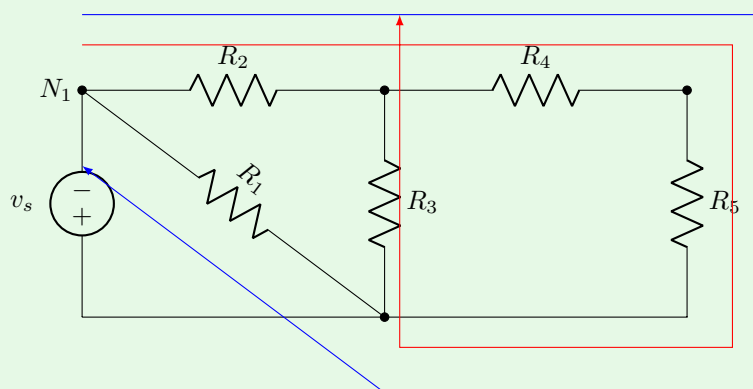 R₂
R₄
N₁
R₁
−
+
vₛ
R₃
R₅